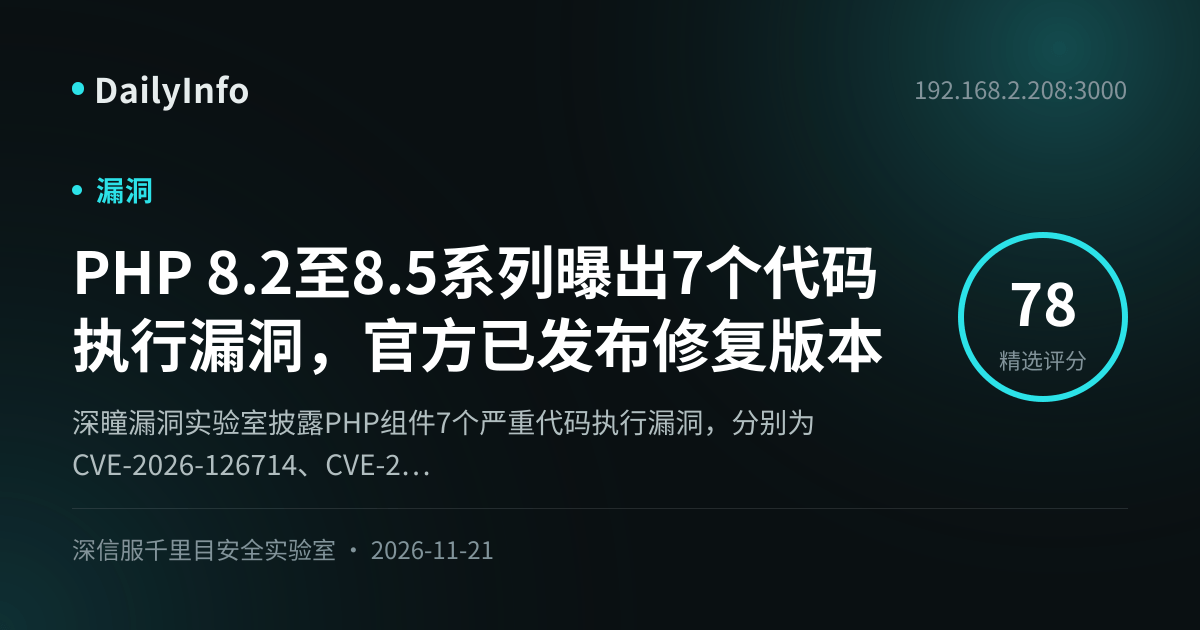 DailyInfo
192.168.2.208:3000
漏洞
PHP 8.2至8.5系列曝出7个代码
执行漏洞，官方已发布修复版本
78
精选评分
深瞳漏洞实验室披露PHP组件7个严重代码执行漏洞，分别为
CVE-2026-126714、CVE-2…
深信服千里目安全实验室 · 2026-11-21